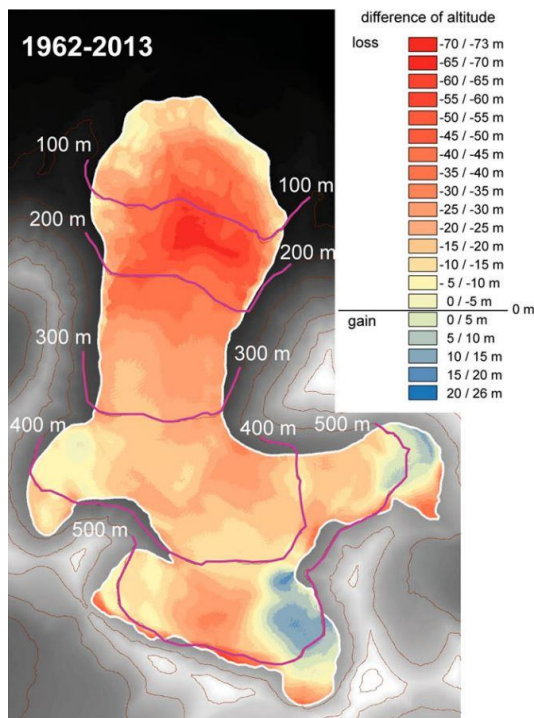 1962-2013
100 m
100 m
200 m
200 m
300 m
300 m
400 m
400 m
500 m
500 m
difference of altitude
loss
-70 / -73 m
-65 / -70 m
-60 / -65 m
-55 / -60 m
-50 / -55 m
-45 / -50 m
-40 / -45 m
-35 / -40 m
-30 / -35 m
-25 / -30 m
-20 / -25 m
-15 / -20 m
-10 / -15 m
- 5 / -10 m
0 / -5 m
0 m
gain
0 / 5 m
5 / 10 m
10 / 15 m
15 / 20 m
20 / 26 m